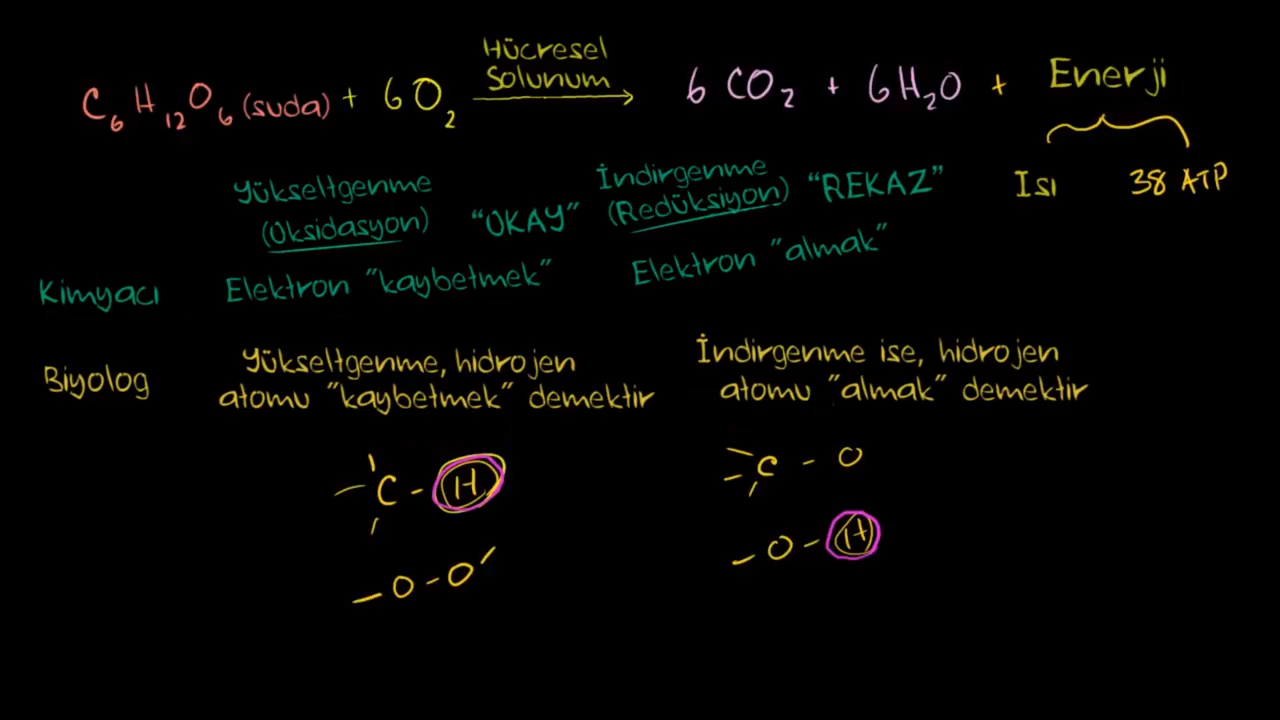 C₆H₁₂O₆ (suda) + 6O₂ Hücresel Solunum → 6CO₂ + 6H₂O + Enerji
Isı 38 ATP
Yükseltgenme İndirgenme
(Oksidasyon) "OKAY" (Redüksiyon) "REKAZ"
Kimyacı Elektron "kaybetmek" Elektron "almak"
Biyolog Yükseltgenme, hidrojen İndirgenme ise, hidrojen
atomu "kaybetmek" demektir atomu "almak" demektir
C - H C - O
- O - O - O - H